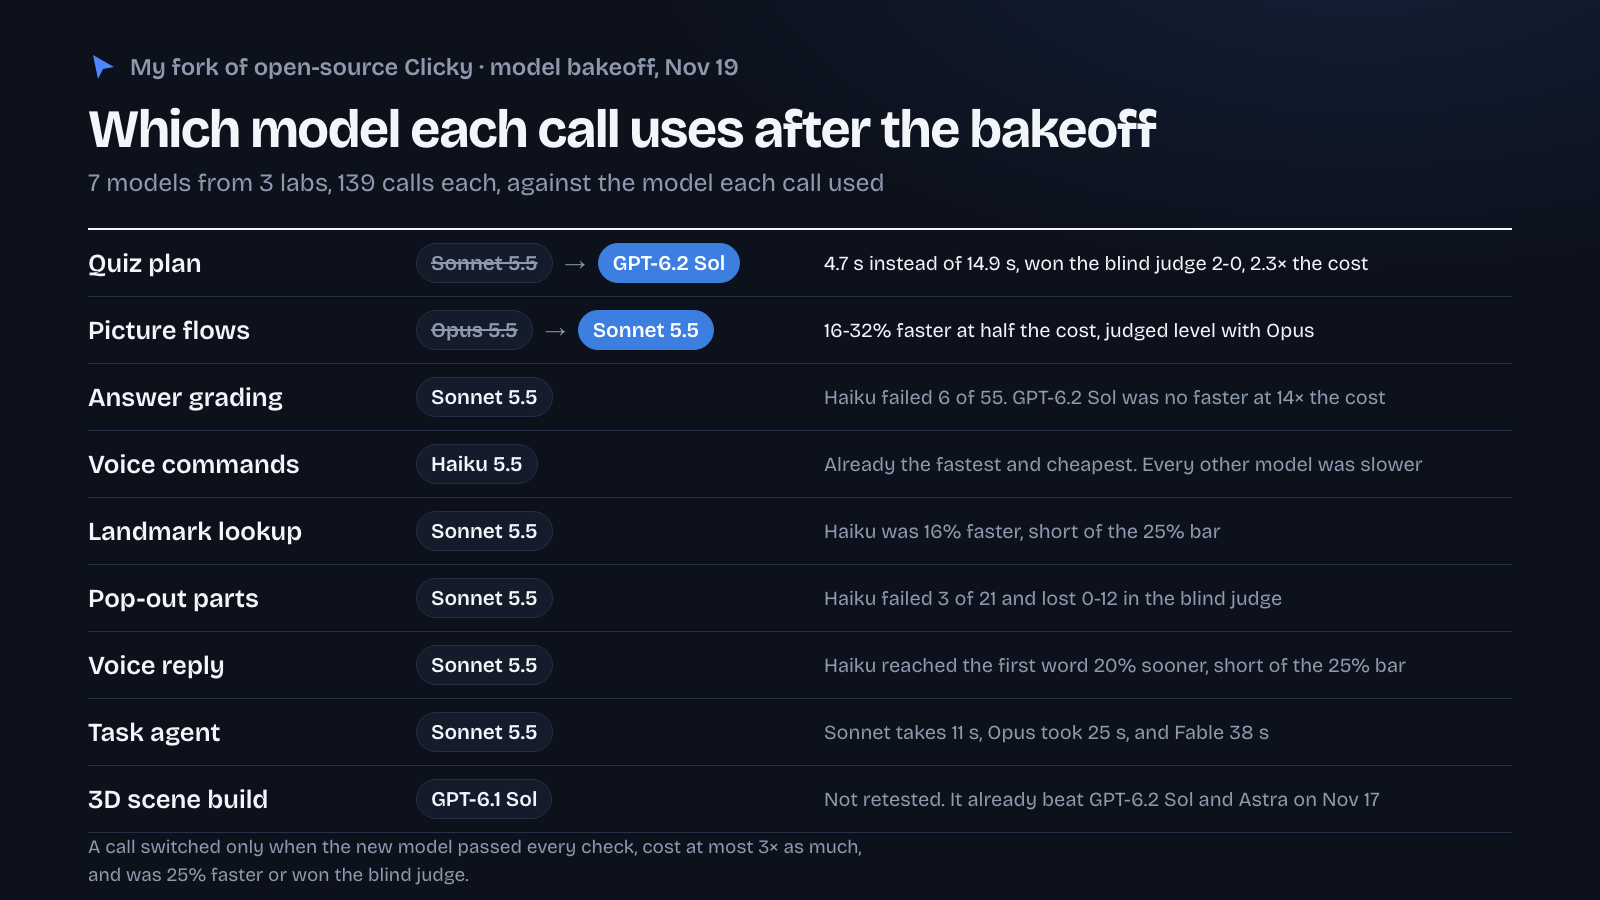 My fork of open-source Clicky · model bakeoff, Nov 19
Which model each call uses after the bakeoff
7 models from 3 labs, 139 calls each, against the model each call used
Quiz plan Sonnet 5.5 → GPT-6.2 Sol 4.7 s instead of 14.9 s, won the blind judge 2-0, 2.3× the cost
Picture flows Opus 5.5 → Sonnet 5.5 16-32% faster at half the cost, judged level with Opus
Answer grading Sonnet 5.5 Haiku failed 6 of 55. GPT-6.2 Sol was no faster at 14× the cost
Voice commands Haiku 5.5 Already the fastest and cheapest. Every other model was slower
Landmark lookup Sonnet 5.5 Haiku was 16% faster, short of the 25% bar
Pop-out parts Sonnet 5.5 Haiku failed 3 of 21 and lost 0-12 in the blind judge
Voice reply Sonnet 5.5 Haiku reached the first word 20% sooner, short of the 25% bar
Task agent Sonnet 5.5 Sonnet takes 11 s, Opus took 25 s, and Fable 38 s
3D scene build GPT-6.1 Sol Not retested. It already beat GPT-6.2 Sol and Astra on Nov 17
A call switched only when the new model passed every check, cost at most 3× as much,
and was 25% faster or won the blind judge.